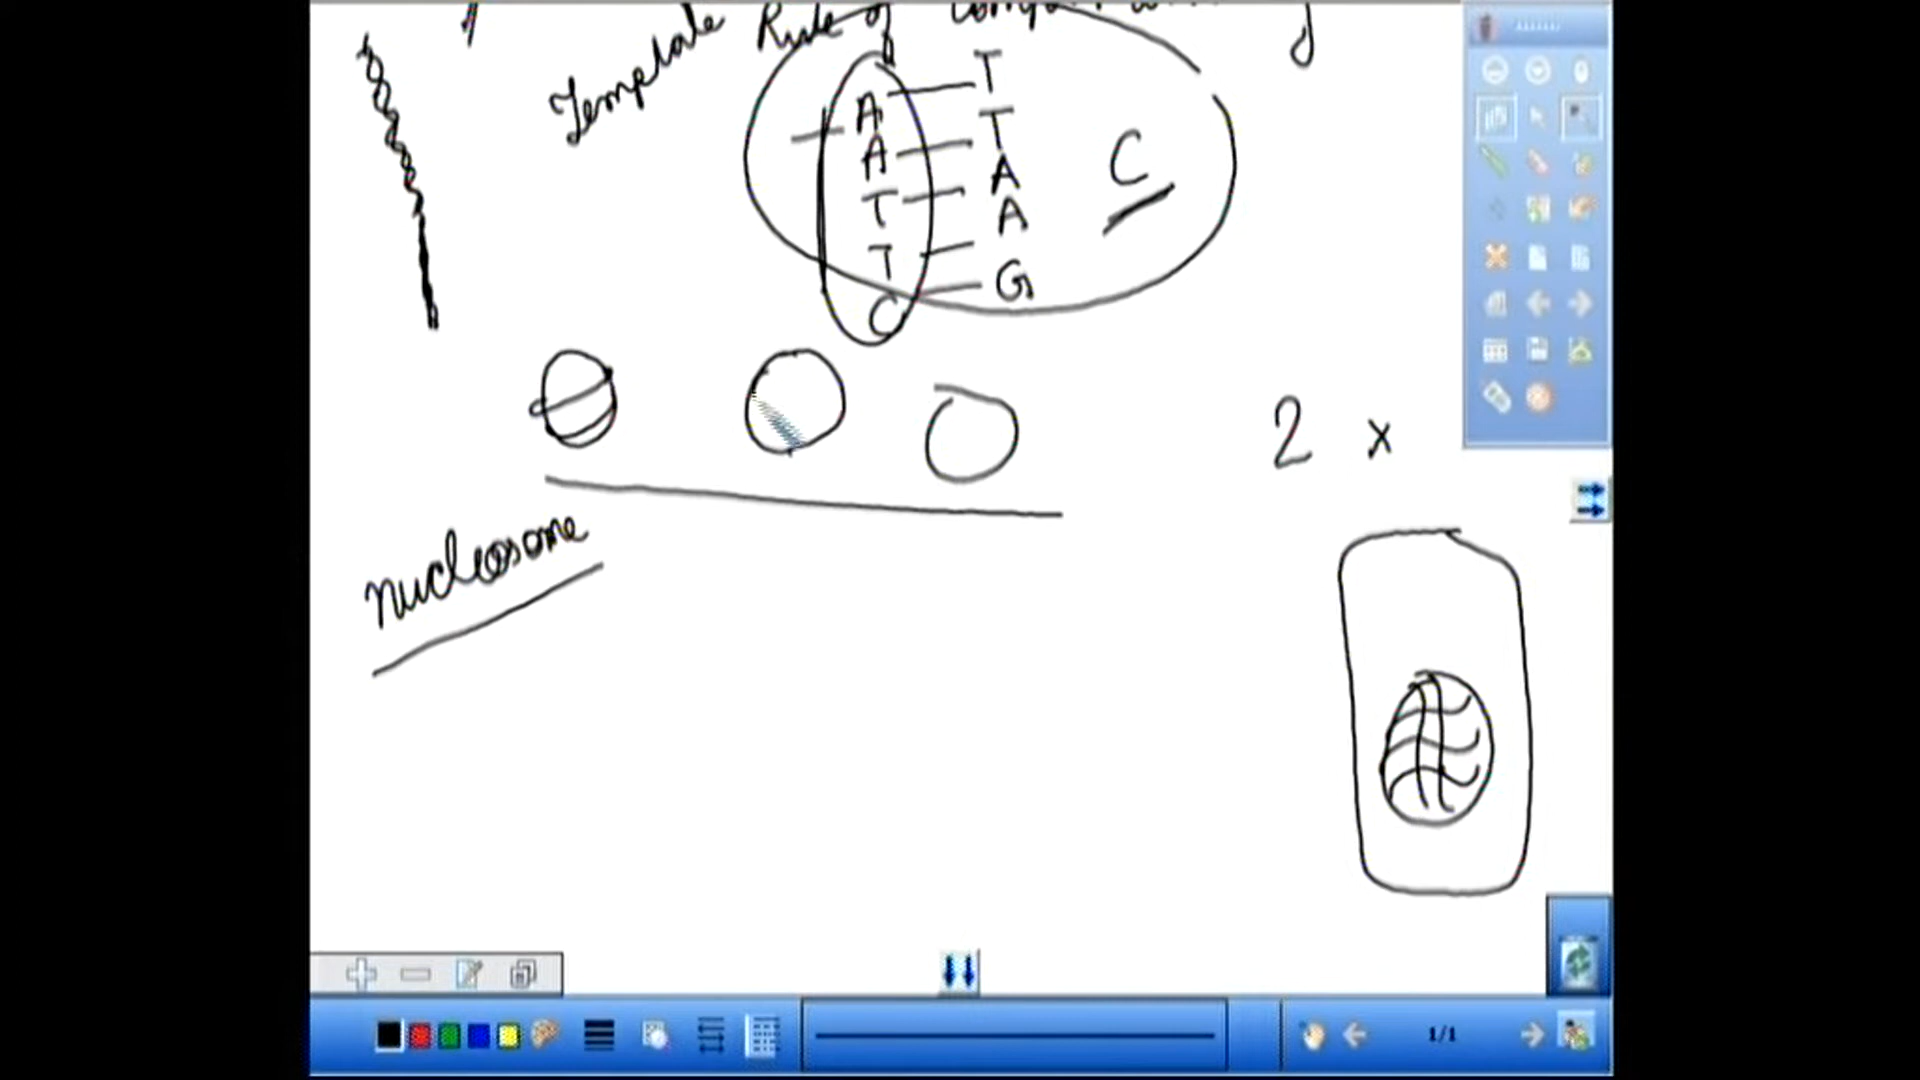 Template Rule of
A T
A T
T A C
T A
C G
2 x
nucleosome
1/1